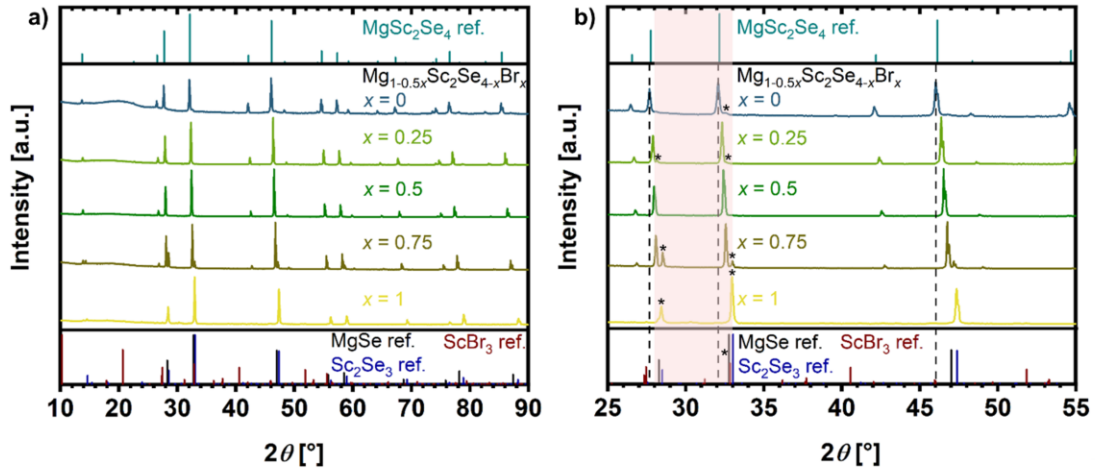 a)
MgSc₂Se₄ ref.
Mg₁₋₀.₅ₓSc₂Se₄₋ₓBrₓ
x = 0
x = 0.25
x = 0.5
x = 0.75
x = 1
MgSe ref.
ScBr₃ ref.
Sc₂Se₃ ref.
Intensity [a.u.]
10 20 30 40 50 60 70 80 90
2θ [°]
b)
MgSc₂Se₄ ref.
Mg₁₋₀.₅ₓSc₂Se₄₋ₓBrₓ
x = 0
*
x = 0.25
* *
x = 0.5
x = 0.75
* *
*
x = 1
*
MgSe ref.
ScBr₃ ref.
*
Sc₂Se₃ ref.
Intensity [a.u.]
25 30 35 40 45 50 55
2θ [°]